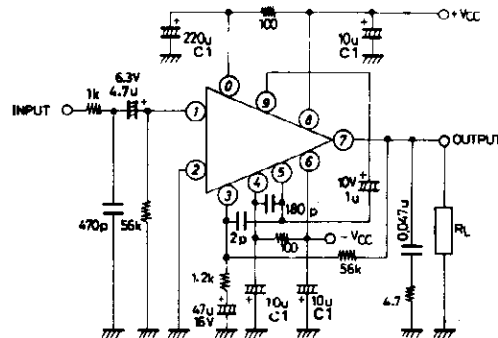 100
+ VCC
220u
C1
10u
C1
6.3V
4.7u
1k
INPUT
0
9
8
1
2
3
4
5
6
7
OUTPUT
10V
1u
180p
2p
100
- VCC
470p
56k
56k
1.2k
47u
16V
10u
C1
10u
C1
0.047u
4.7
RL